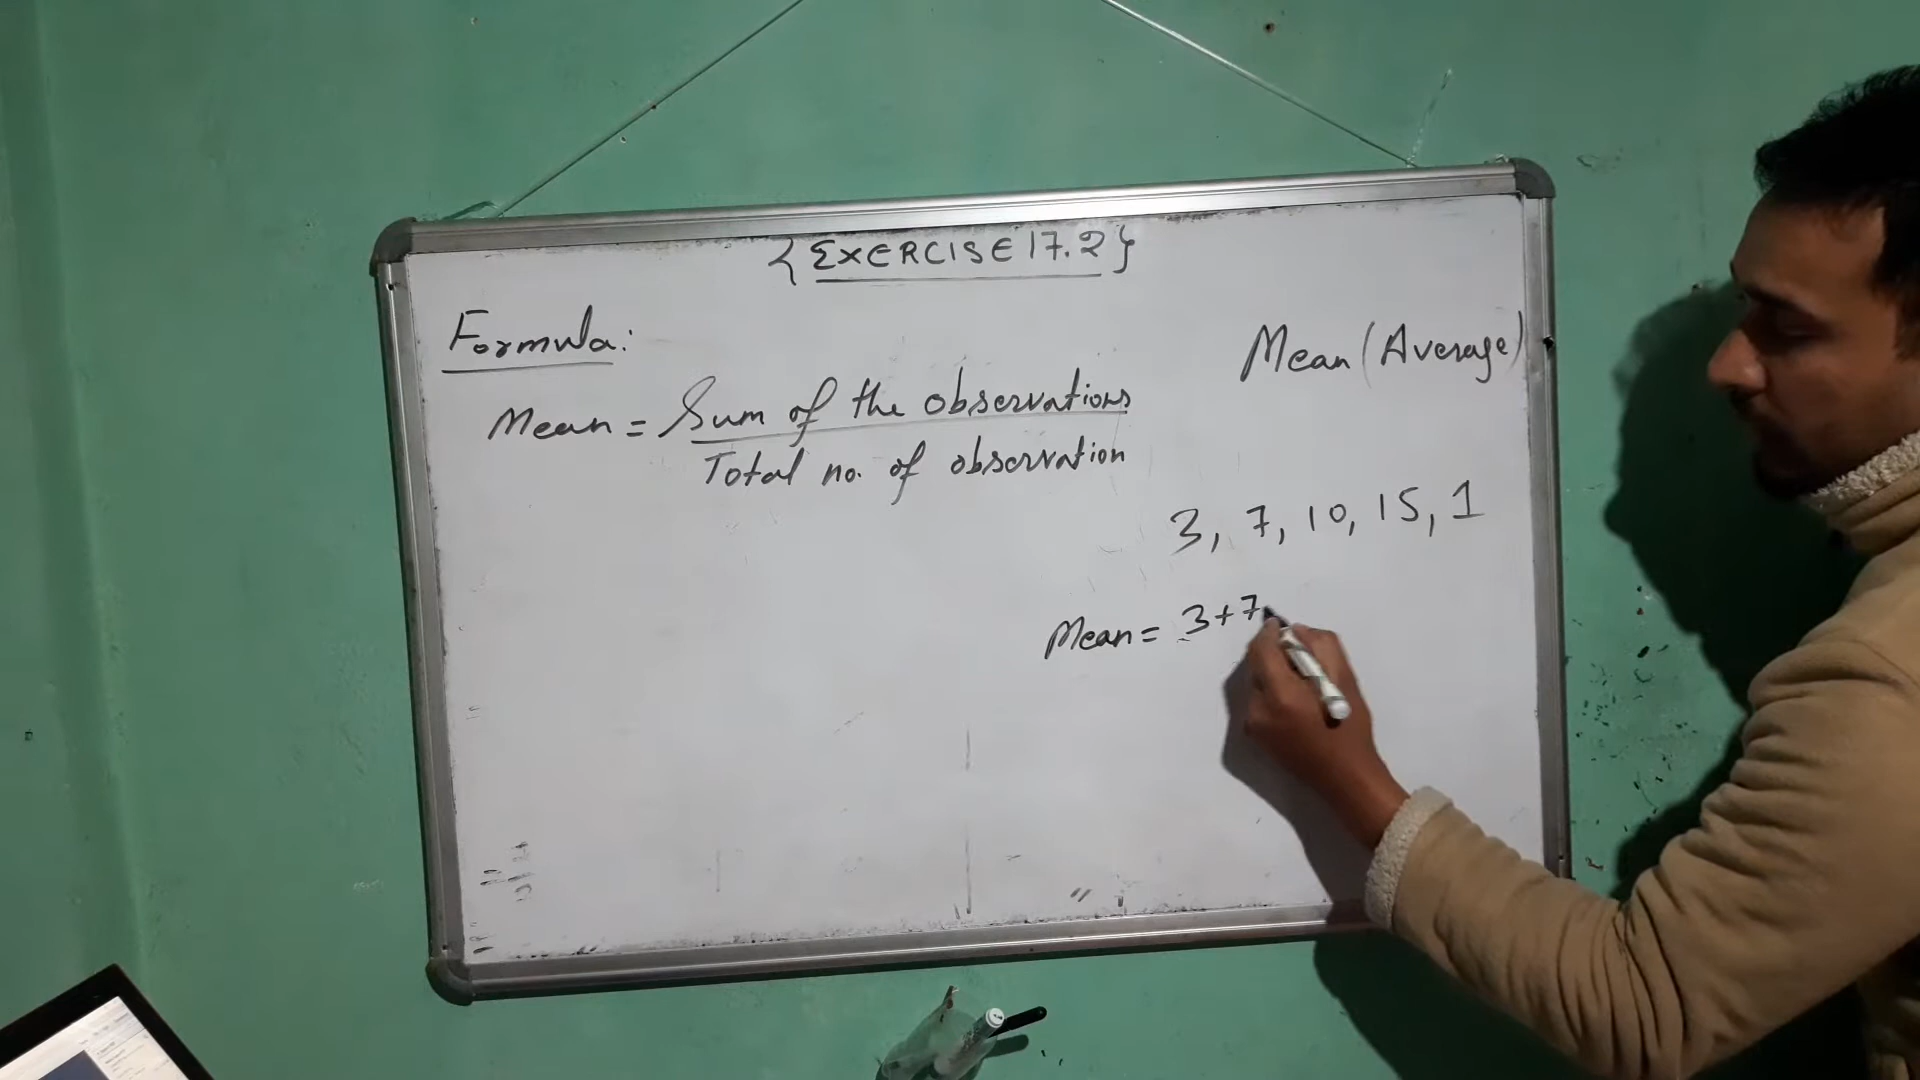 {EXERCISE 17.2}
Formula:
Mean (Average)
Mean = Sum of the observations
Total no. of observation
3, 7, 10, 15, 1
Mean = 3+7